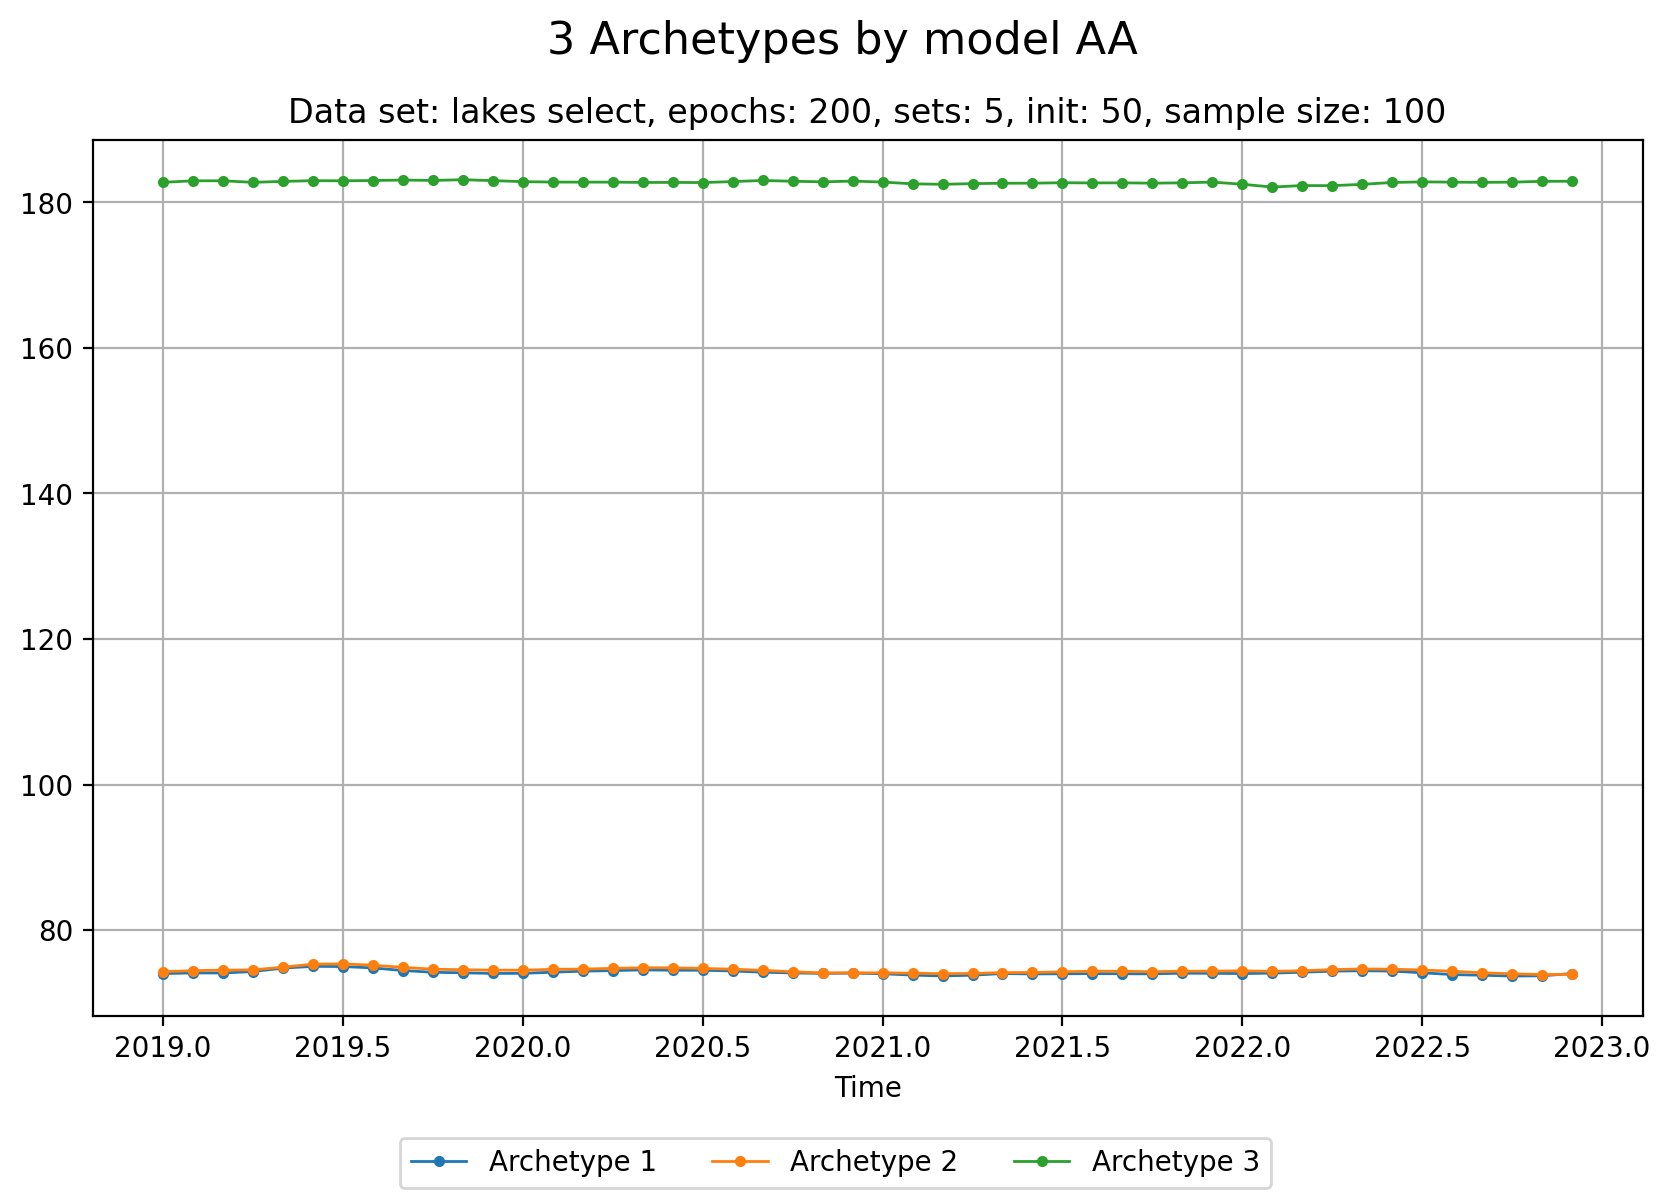 3 Archetypes by model AA
Data set: lakes select, epochs: 200, sets: 5, init: 50, sample size: 100
180
160
140
120
100
80
2019.0 2019.5 2020.0 2020.5 2021.0 2021.5 2022.0 2022.5 2023.0
Time
Archetype 1 Archetype 2 Archetype 3